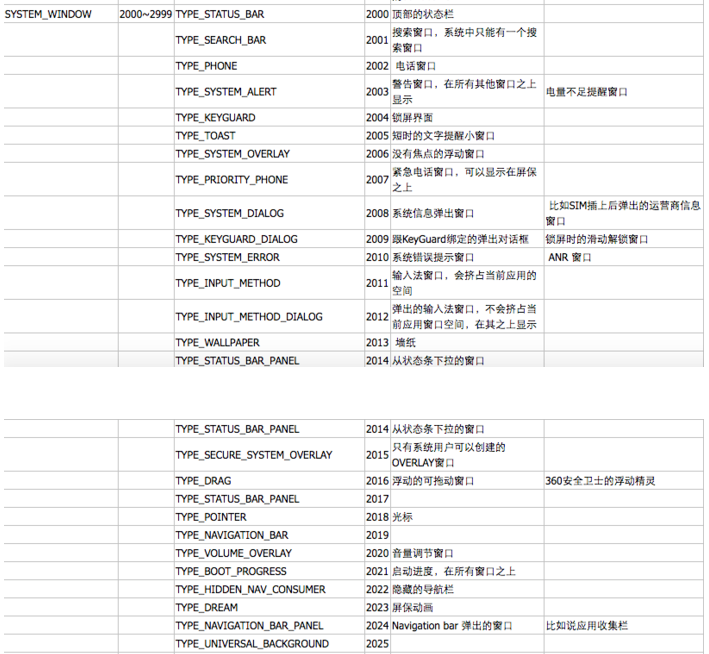 SYSTEM_WINDOW 2000~2999 TYPE_STATUS_BAR 2000 顶部的状态栏
TYPE_SEARCH_BAR 2001 搜索窗口，系统中只能有一个搜
索窗口
TYPE_PHONE 2002 电话窗口
TYPE_SYSTEM_ALERT 2003 警告窗口，在所有其他窗口之上 电量不足提醒窗口
显示
TYPE_KEYGUARD 2004 锁屏界面
TYPE_TOAST 2005 短时的文字提醒小窗口
TYPE_SYSTEM_OVERLAY 2006 没有焦点的浮动窗口
TYPE_PRIORITY_PHONE 2007 紧急电话窗口，可以显示在屏保
之上
TYPE_SYSTEM_DIALOG 2008 系统信息弹出窗口 比如SIM插上后弹出的运营商信息
窗口
TYPE_KEYGUARD_DIALOG 2009 跟KeyGuard绑定的弹出对话框 锁屏时的滑动解锁窗口
TYPE_SYSTEM_ERROR 2010 系统错误提示窗口 ANR 窗口
TYPE_INPUT_METHOD 2011 输入法窗口，会挤占当前应用的
空间
TYPE_INPUT_METHOD_DIALOG 2012 弹出的输入法窗口，不会挤占当
前应用窗口空间，在其之上显示
TYPE_WALLPAPER 2013 墙纸
TYPE_STATUS_BAR_PANEL 2014 从状态条下拉的窗口
TYPE_STATUS_BAR_PANEL 2014 从状态条下拉的窗口
TYPE_SECURE_SYSTEM_OVERLAY 2015 只有系统用户可以创建的
OVERLAY窗口
TYPE_DRAG 2016 浮动的可拖动窗口 360安全卫士的浮动精灵
TYPE_STATUS_BAR_PANEL 2017
TYPE_POINTER 2018 光标
TYPE_NAVIGATION_BAR 2019
TYPE_VOLUME_OVERLAY 2020 音量调节窗口
TYPE_BOOT_PROGRESS 2021 启动进度，在所有窗口之上
TYPE_HIDDEN_NAV_CONSUMER 2022 隐藏的导航栏
TYPE_DREAM 2023 屏保动画
TYPE_NAVIGATION_BAR_PANEL 2024 Navigation bar 弹出的窗口 比如说应用收集栏
TYPE_UNIVERSAL_BACKGROUND 2025